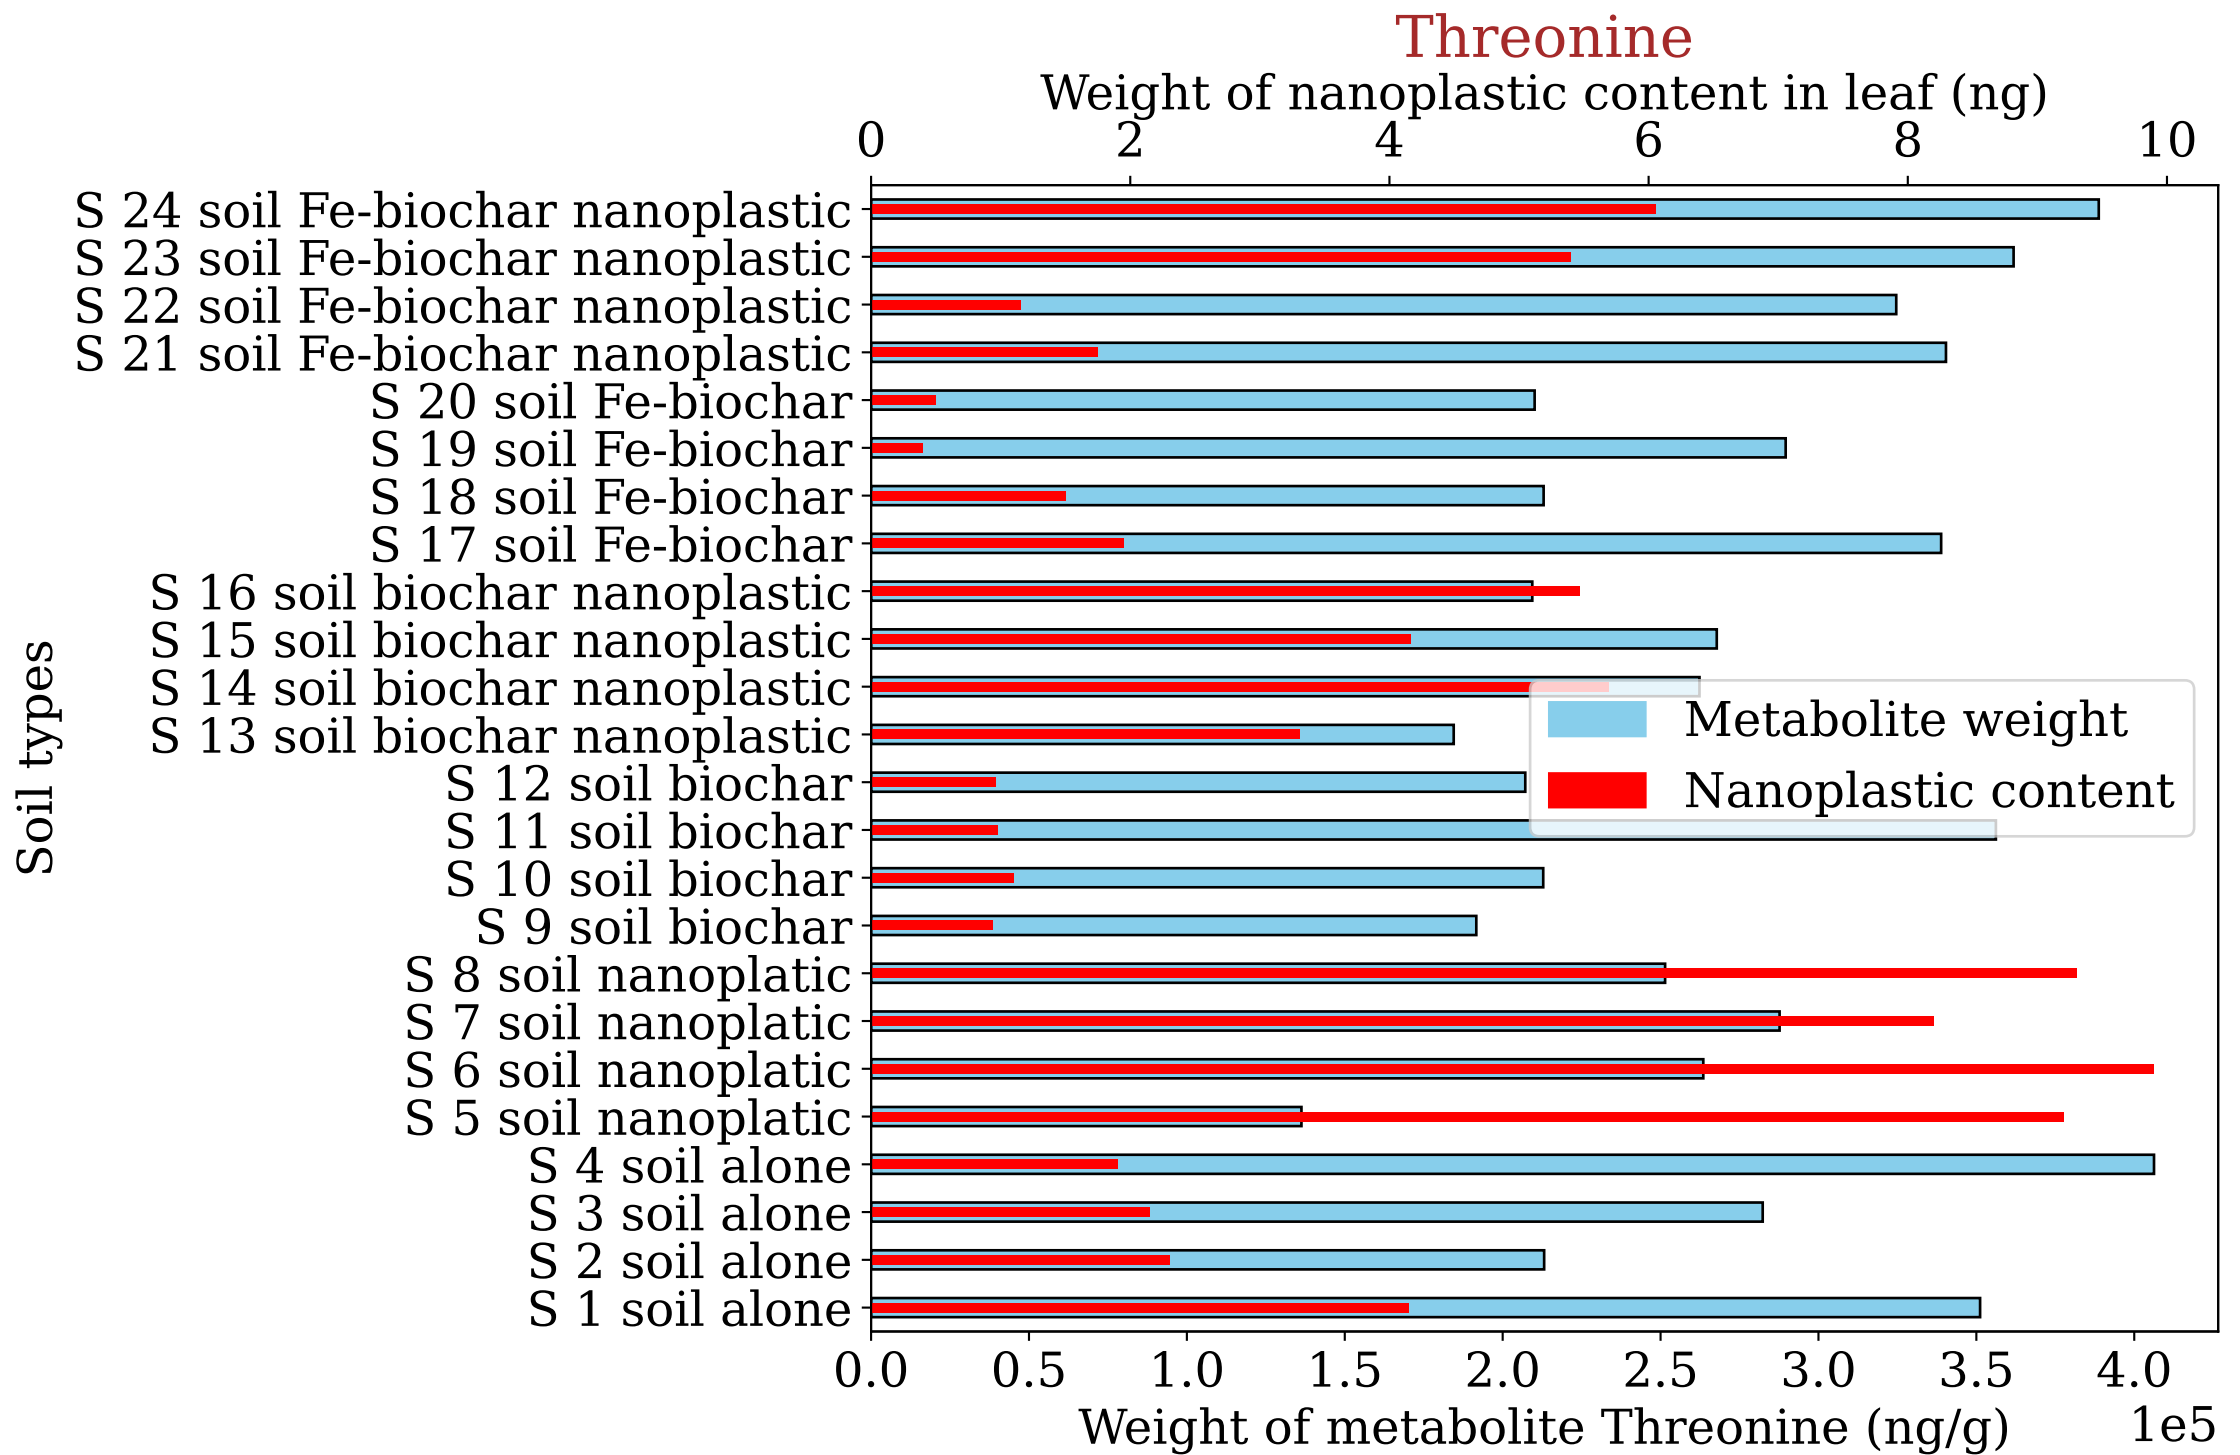 Threonine
Weight of nanoplastic content in leaf (ng)
0 2 4 6 8 10
S 24 soil Fe-biochar nanoplastic
S 23 soil Fe-biochar nanoplastic
S 22 soil Fe-biochar nanoplastic
S 21 soil Fe-biochar nanoplastic
S 20 soil Fe-biochar
S 19 soil Fe-biochar
S 18 soil Fe-biochar
S 17 soil Fe-biochar
S 16 soil biochar nanoplastic
S 15 soil biochar nanoplastic
S 14 soil biochar nanoplastic
S 13 soil biochar nanoplastic
S 12 soil biochar
S 11 soil biochar
S 10 soil biochar
S 9 soil biochar
S 8 soil nanoplatic
S 7 soil nanoplatic
S 6 soil nanoplatic
S 5 soil nanoplatic
S 4 soil alone
S 3 soil alone
S 2 soil alone
S 1 soil alone
Soil types
Metabolite weight
Nanoplastic content
0.0 0.5 1.0 1.5 2.0 2.5 3.0 3.5 4.0
Weight of metabolite Threonine (ng/g)
1e5